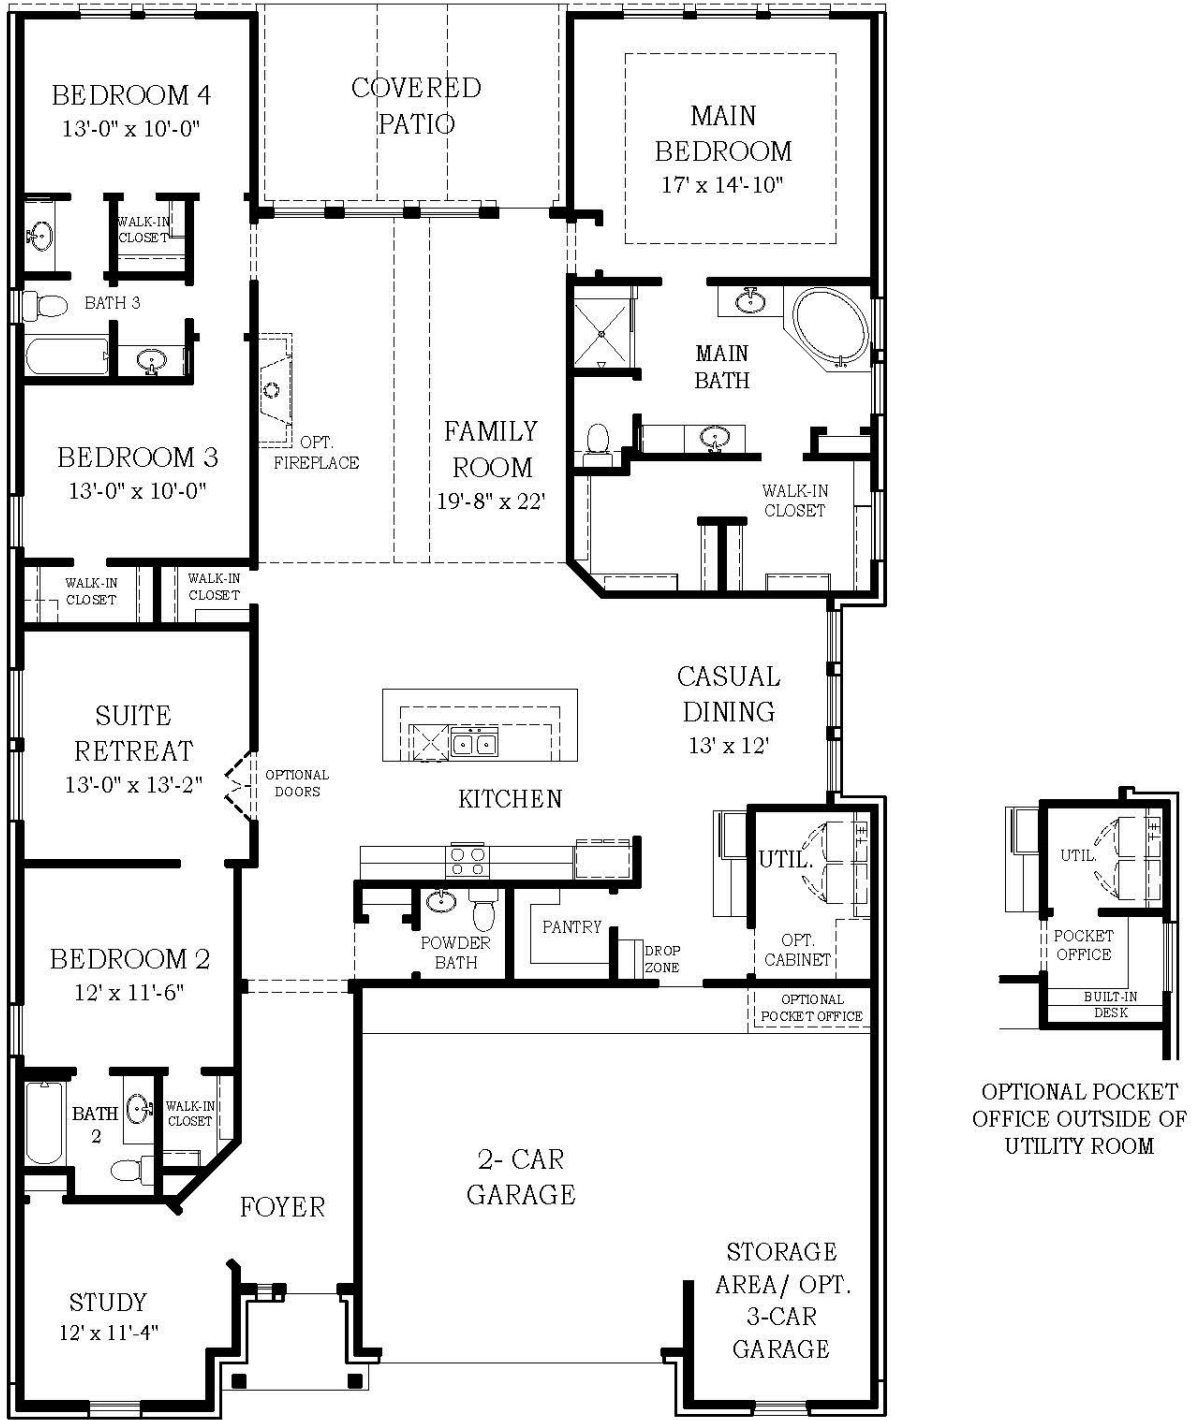 BEDROOM 4
13'-0" x 10'-0"
COVERED
PATIO
MAIN
BEDROOM
17' x 14'-10"
WALK-IN
CLOSET
BATH 3
MAIN
BATH
BEDROOM 3
13'-0" x 10'-0"
OPT.
FIREPLACE
FAMILY
ROOM
19'-8" x 22'
WALK-IN
CLOSET
WALK-IN
CLOSET
WALK-IN
CLOSET
SUITE
RETREAT
13'-0" x 13'-2"
OPTIONAL
DOORS
CASUAL
DINING
13' x 12'
KITCHEN
UTIL.
BEDROOM 2
12' x 11'-6"
POWDER
BATH
PANTRY
DROP
ZONE
OPT.
CABINET
OPTIONAL
POCKET OFFICE
BATH
2
WALK-IN
CLOSET
FOYER
2- CAR
GARAGE
STUDY
12' x 11'-4"
STORAGE
AREA/ OPT.
3-CAR
GARAGE
UTIL.
POCKET
OFFICE
BUILT-IN
DESK
OPTIONAL POCKET
OFFICE OUTSIDE OF
UTILITY ROOM